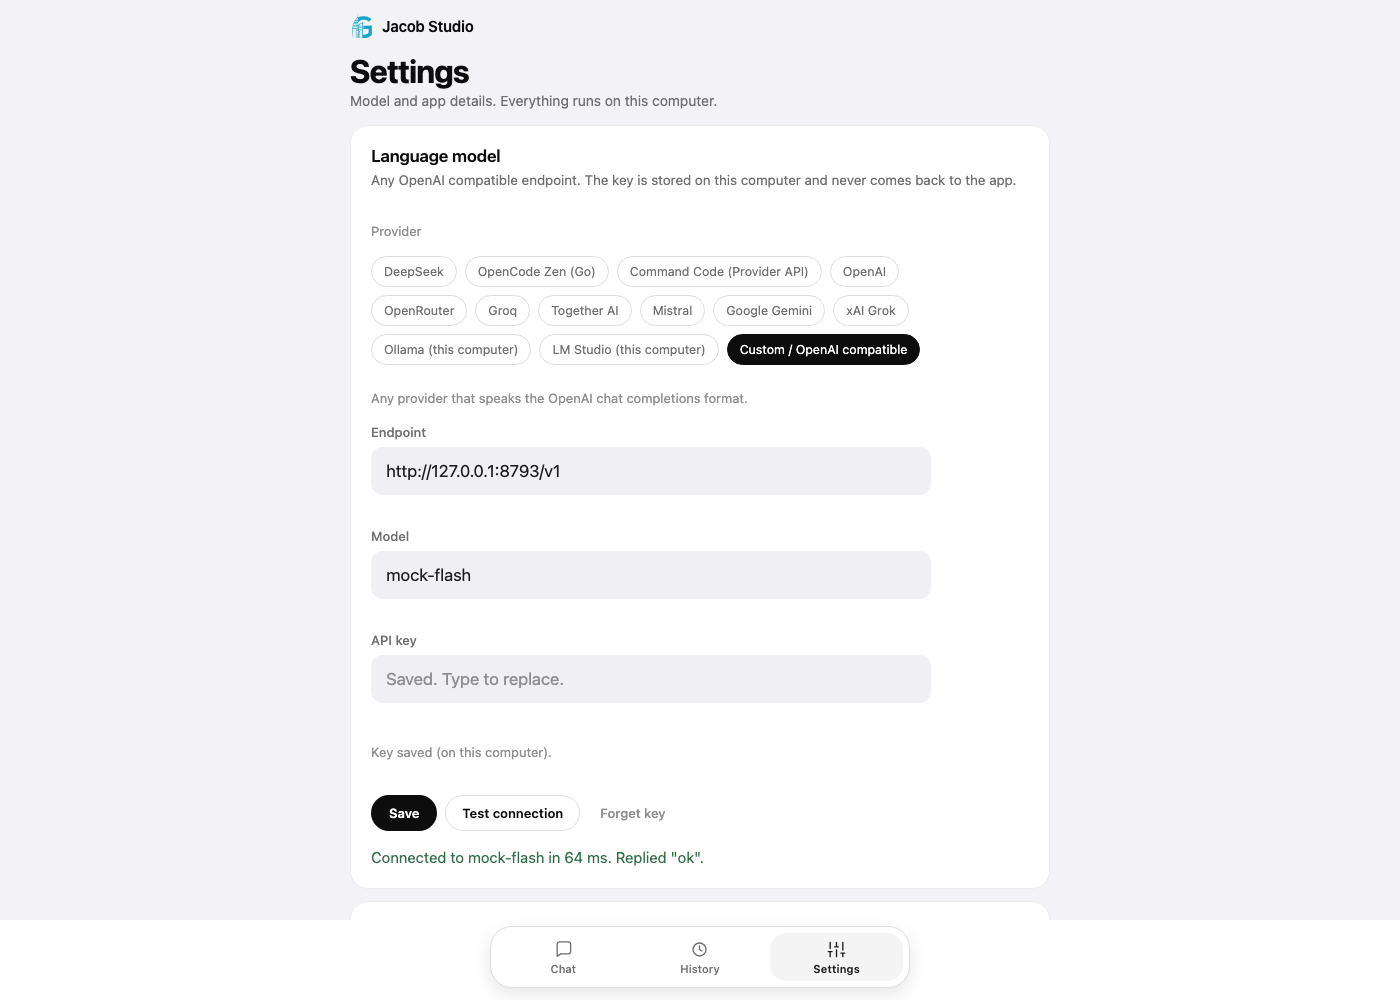 Jacob Studio
Settings
Model and app details. Everything runs on this computer.
Language model
Any OpenAI compatible endpoint. The key is stored on this computer and never comes back to the app.
Provider
DeepSeek OpenCode Zen (Go) Command Code (Provider API) OpenAI
OpenRouter Groq Together AI Mistral Google Gemini xAI Grok
Ollama (this computer) LM Studio (this computer) Custom / OpenAI compatible
Any provider that speaks the OpenAI chat completions format.
Endpoint
http://127.0.0.1:8793/v1
Model
mock-flash
API key
Saved. Type to replace.
Key saved (on this computer).
Save Test connection Forget key
Connected to mock-flash in 64 ms. Replied "ok".
Chat History Settings